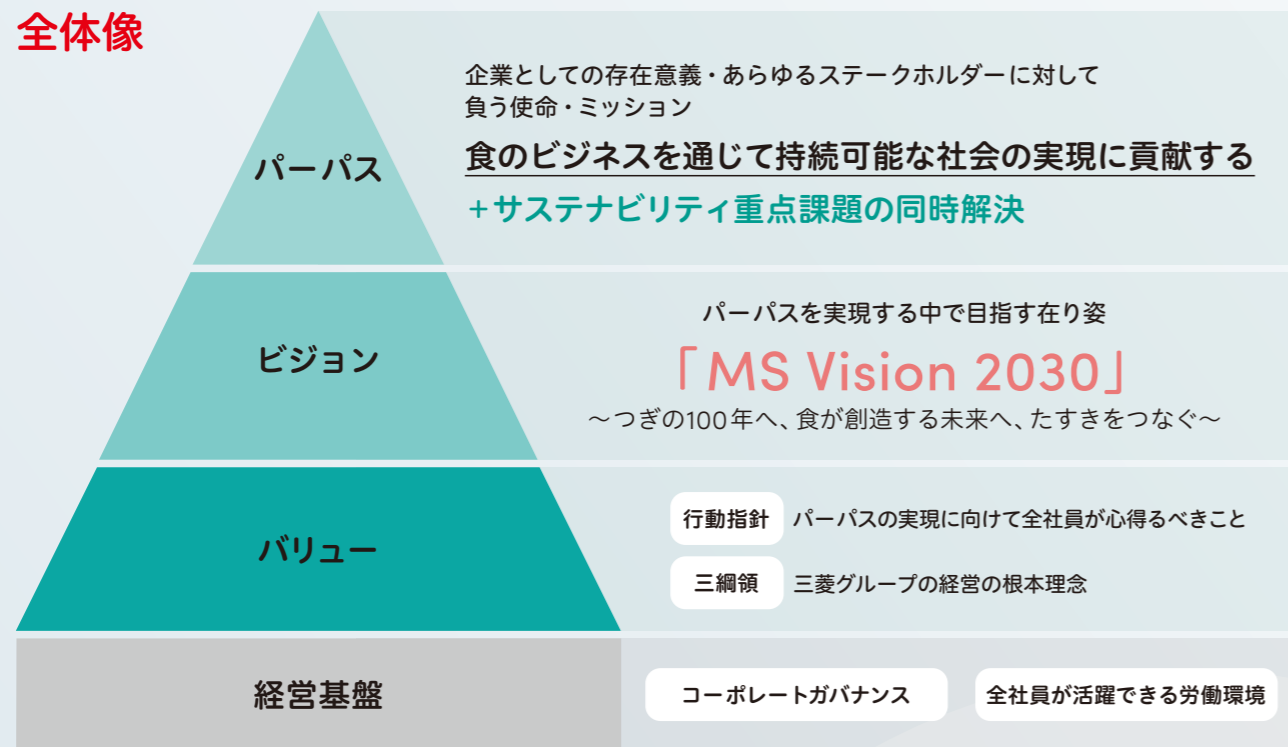 全体像
パーパス
企業としての存在意義・あらゆるステークホルダーに対して
負う使命・ミッション
食のビジネスを通じて持続可能な社会の実現に貢献する
+サステナビリティ重点課題の同時解決
ビジョン
パーパスを実現する中で目指す在り姿
「MS Vision 2030」
～つぎの100年へ、食が創造する未来へ、たすきをつなぐ～
バリュー
行動指針 パーパスの実現に向けて全社員が心得るべきこと
三綱領 三菱グループの経営の根本理念
経営基盤
コーポレートガバナンス 全社員が活躍できる労働環境